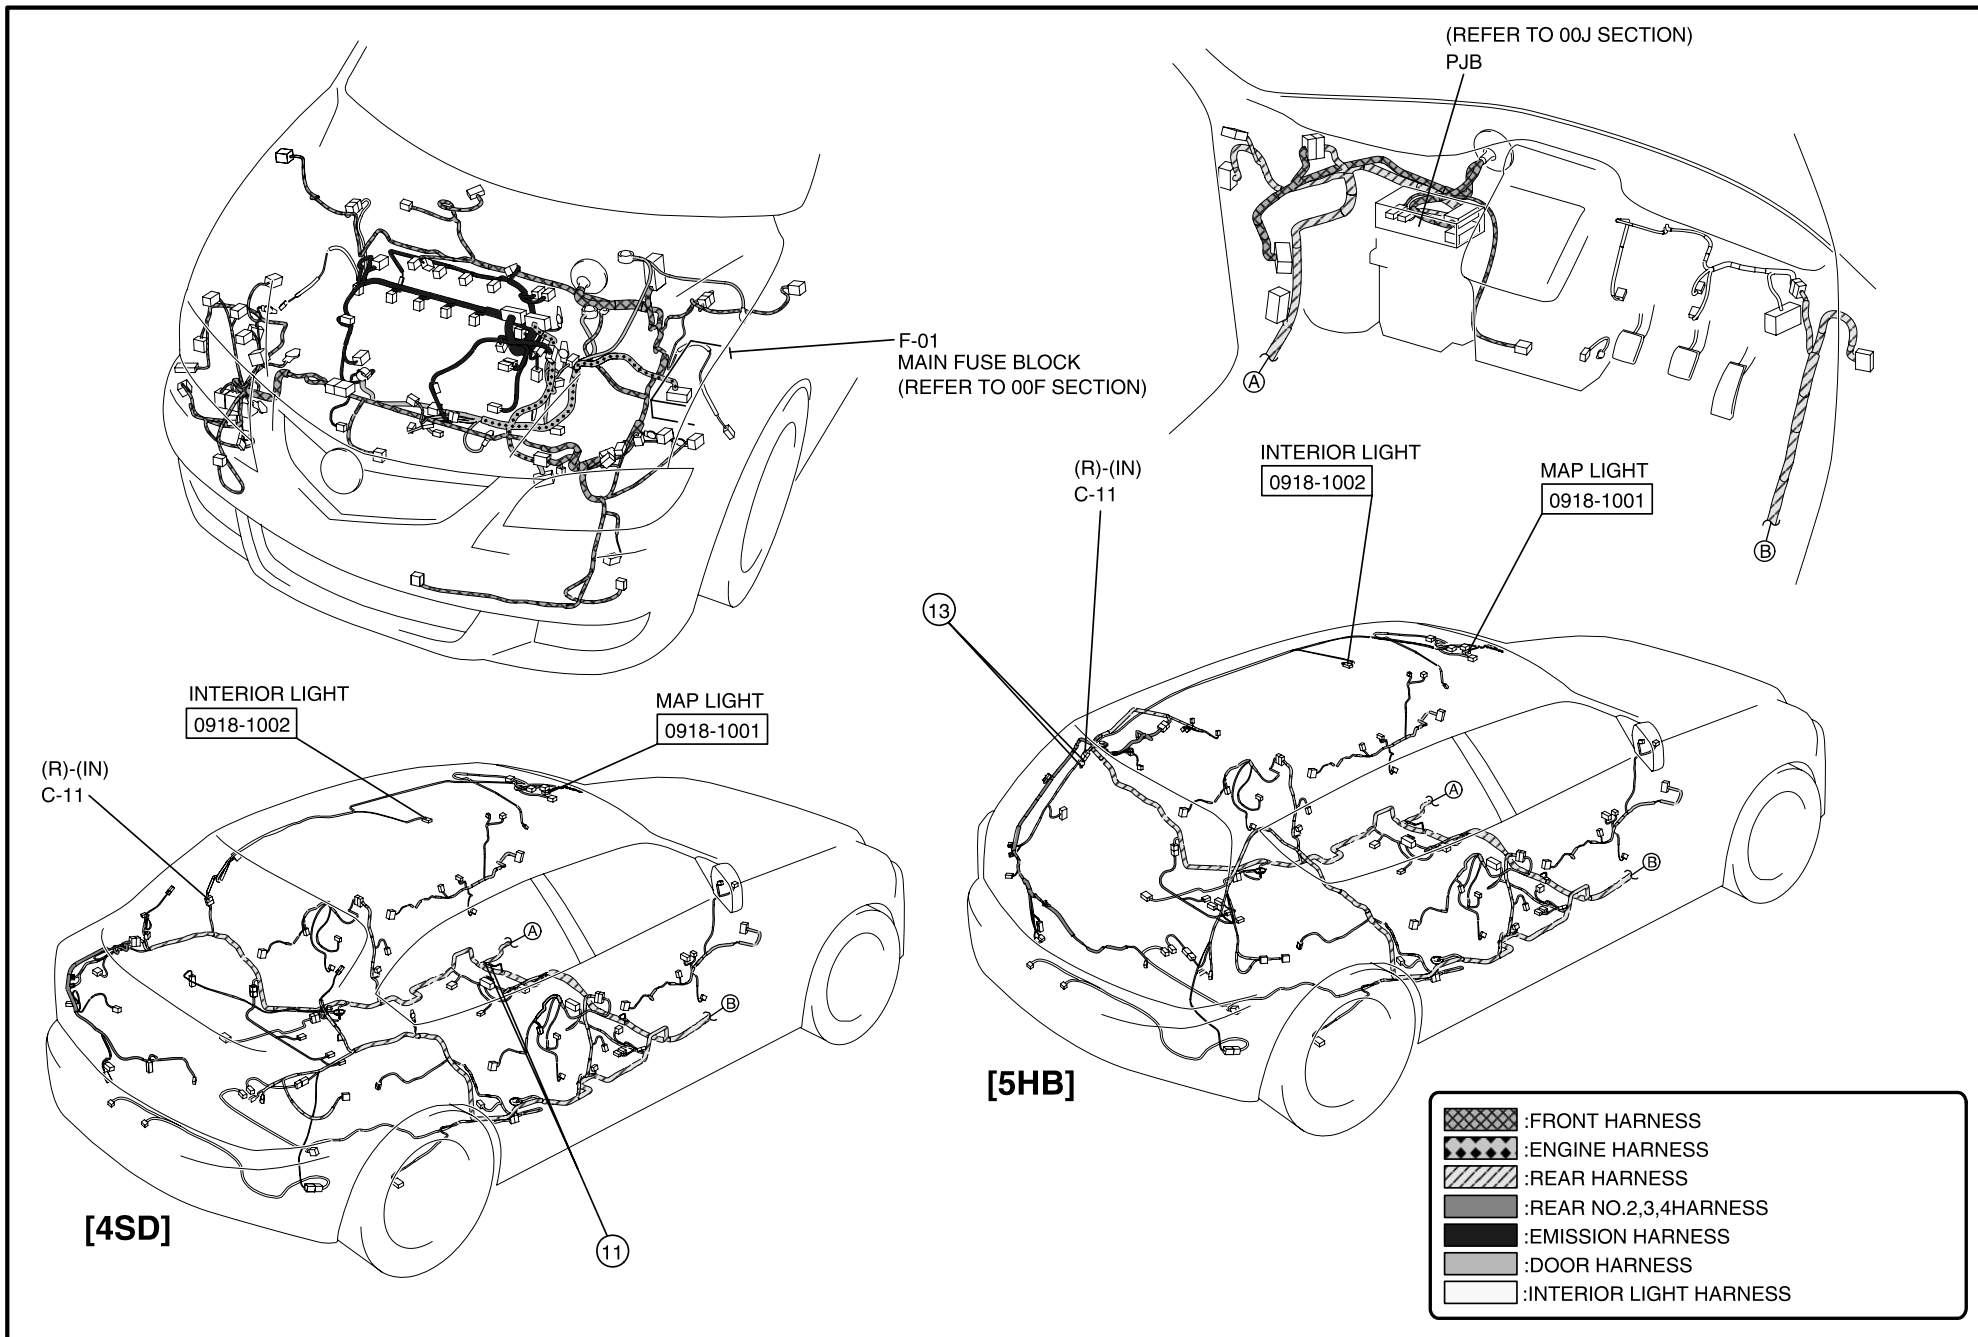 (REFER TO 00J SECTION)
PJB
F-01
MAIN FUSE BLOCK
(REFER TO 00F SECTION)
A
B
(R)-(IN)
C-11
INTERIOR LIGHT
0918-1002
MAP LIGHT
0918-1001
13
A
B
[5HB]
INTERIOR LIGHT
0918-1002
MAP LIGHT
0918-1001
(R)-(IN)
C-11
A
B
11
[4SD]
:FRONT HARNESS
:ENGINE HARNESS
:REAR HARNESS
:REAR NO.2,3,4HARNESS
:EMISSION HARNESS
:DOOR HARNESS
:INTERIOR LIGHT HARNESS